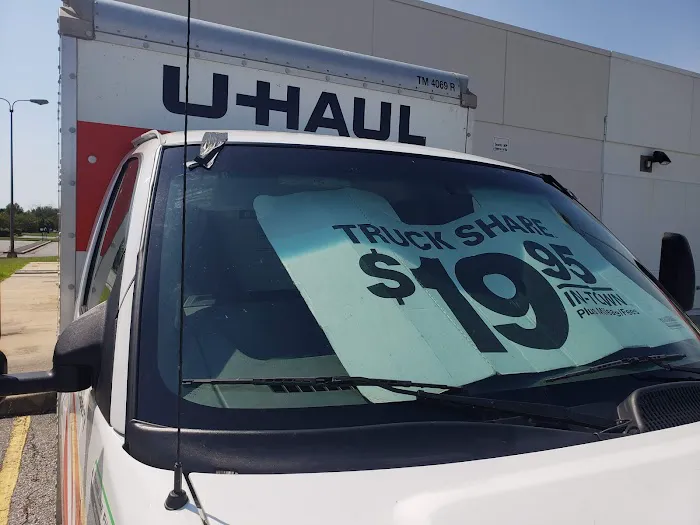 TM 4069 R
U-HAUL
TRUCK SHARE
$19 95
IN-TOWN
Plus Mileage/Fees